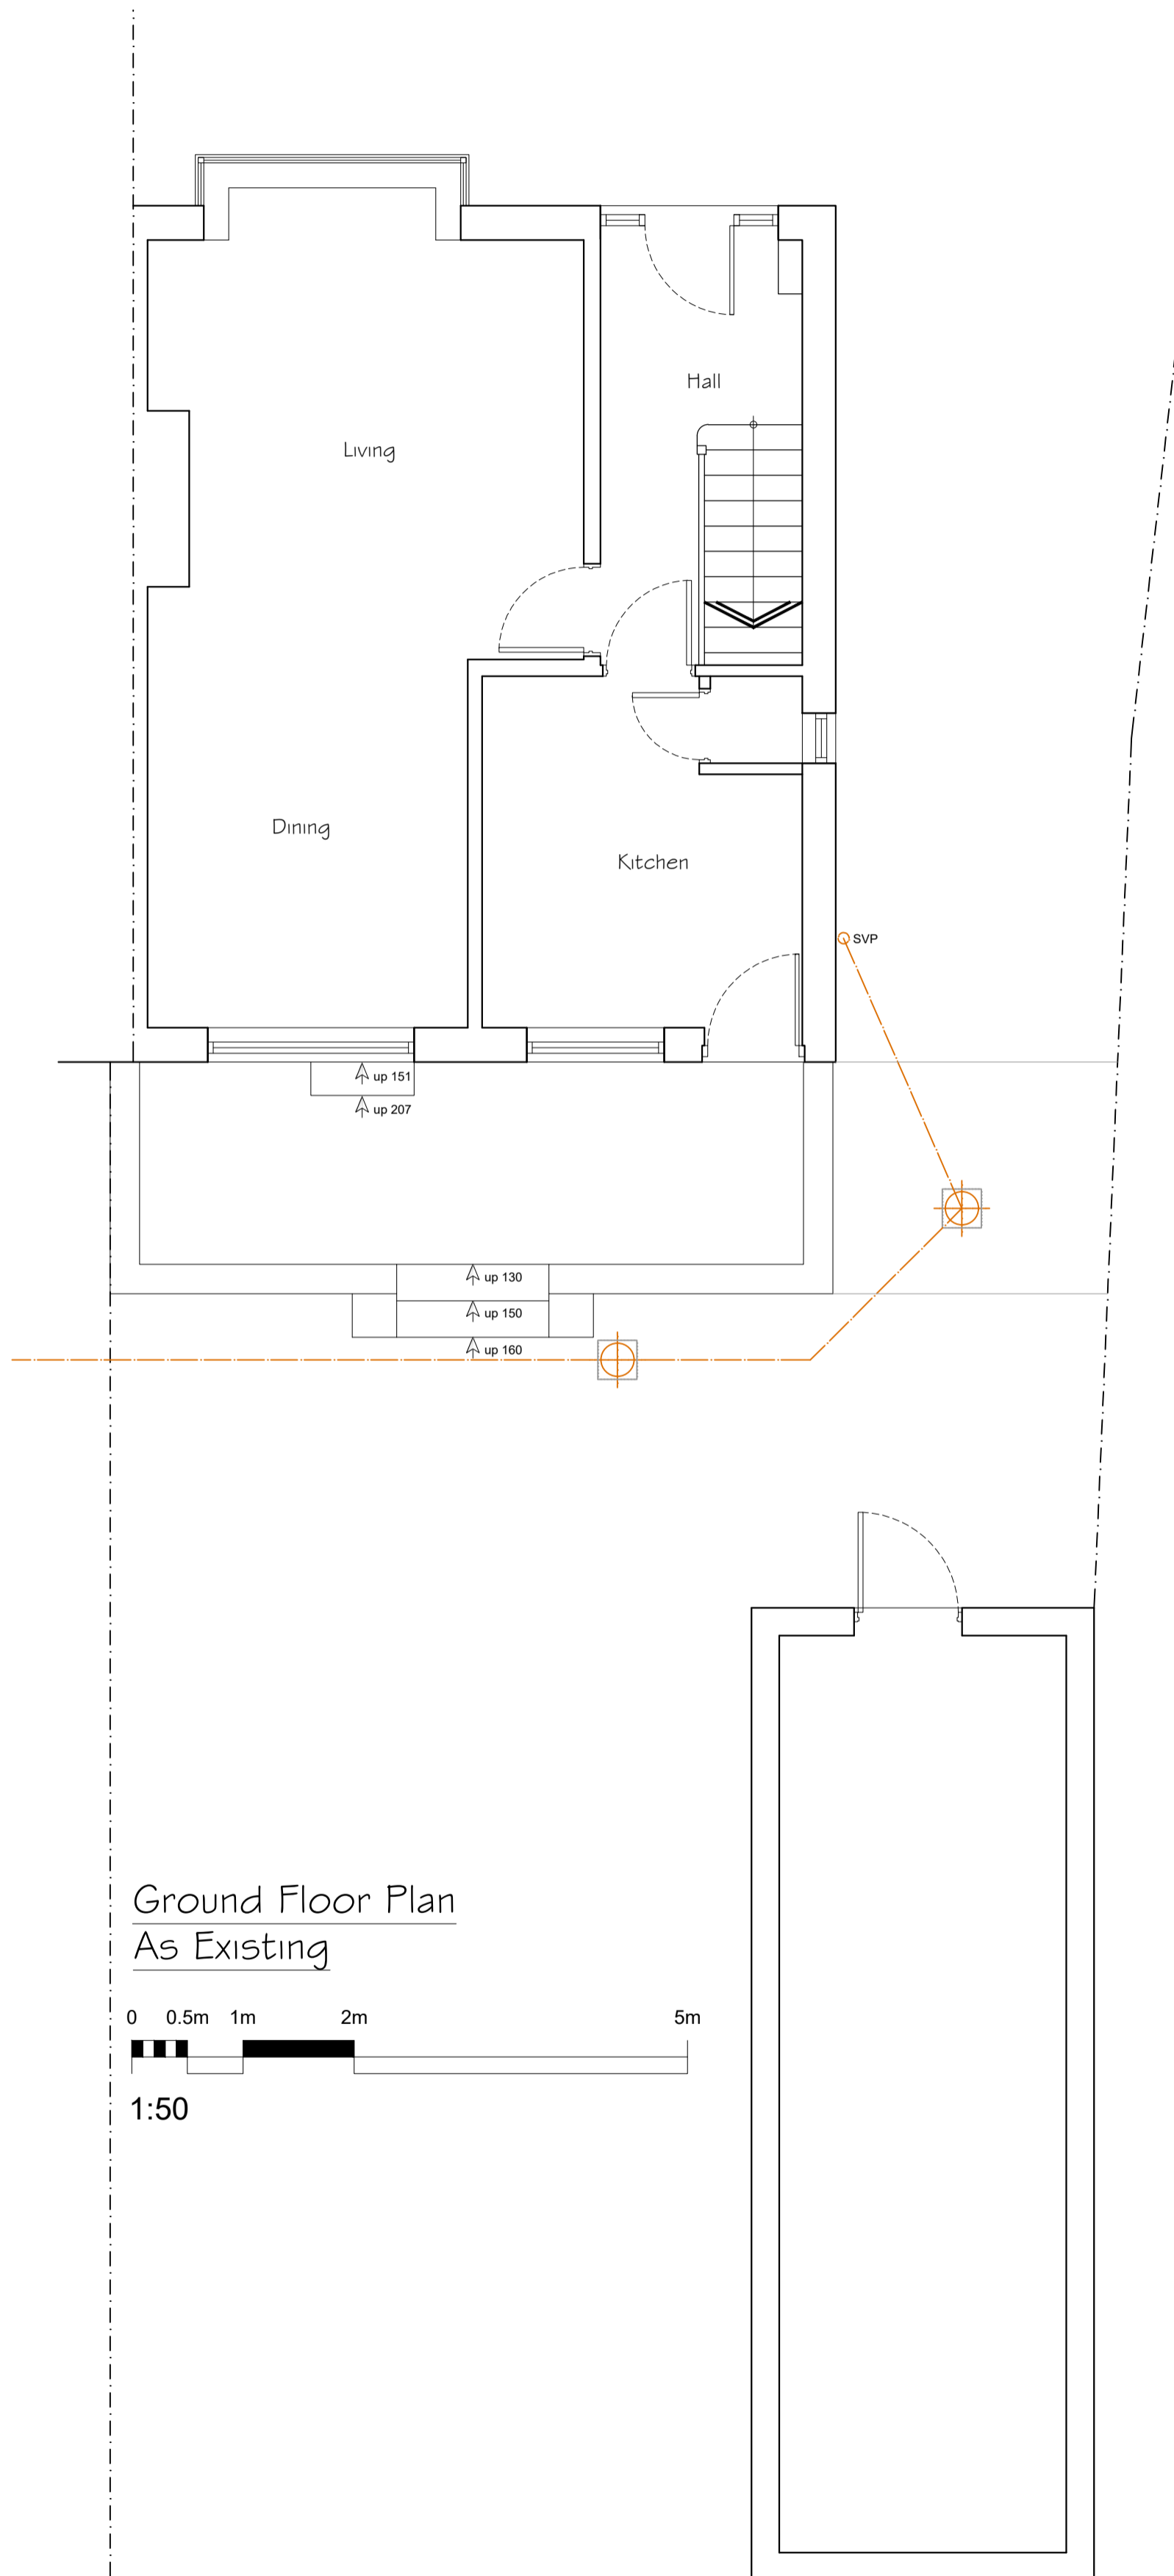 Hall
Living
Dining
Kitchen
SVP
up 151
up 207
up 130
up 150
up 160
Ground Floor Plan
As Existing
0 0.5m 1m 2m 5m
1:50